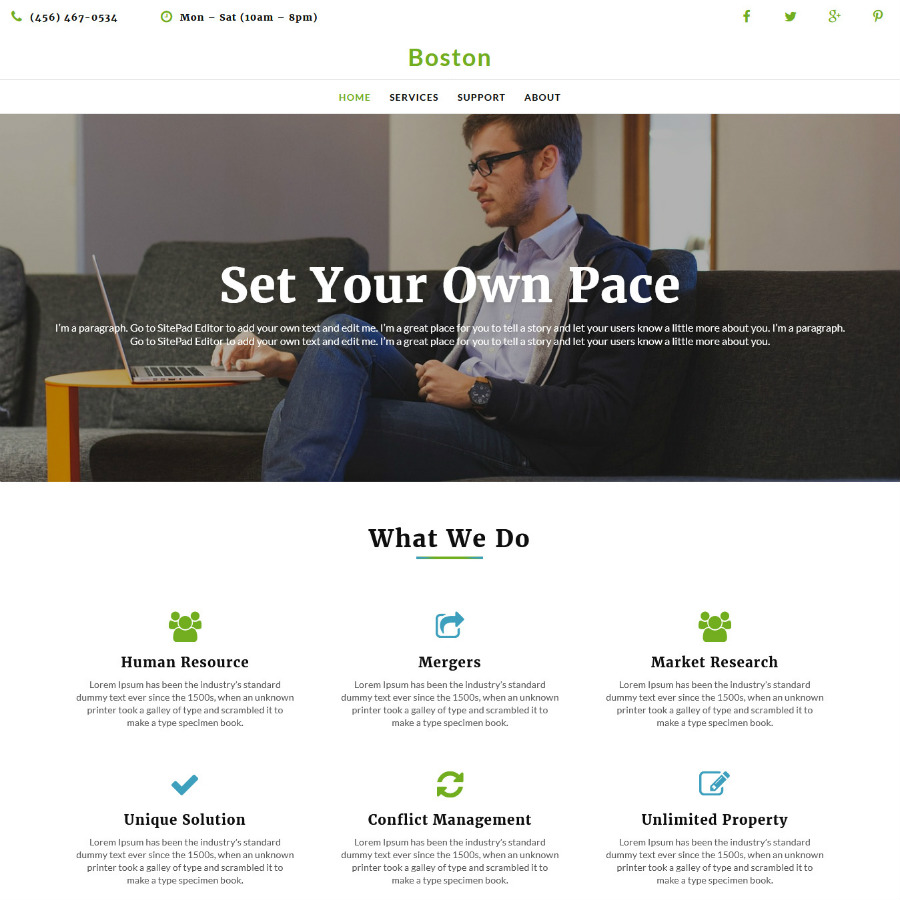 (456) 467-0534 Mon – Sat (10am – 8pm)
Boston
HOME SERVICES SUPPORT ABOUT
Set Your Own Pace
I'm a paragraph. Go to SitePad Editor to add your own text and edit me. I'm a great place for you to tell a story and let your users know a little more about you. I'm a paragraph.
Go to SitePad Editor to add your own text and edit me. I'm a great place for you to tell a story and let your users know a little more about you.
What We Do
Human Resource
Lorem Ipsum has been the industry's standard
dummy text ever since the 1500s, when an unknown
printer took a galley of type and scrambled it to
make a type specimen book.
Mergers
Lorem Ipsum has been the industry's standard
dummy text ever since the 1500s, when an unknown
printer took a galley of type and scrambled it to
make a type specimen book.
Market Research
Lorem Ipsum has been the industry's standard
dummy text ever since the 1500s, when an unknown
printer took a galley of type and scrambled it to
make a type specimen book.
Unique Solution
Lorem Ipsum has been the industry's standard
dummy text ever since the 1500s, when an unknown
printer took a galley of type and scrambled it to
make a type specimen book.
Conflict Management
Lorem Ipsum has been the industry's standard
dummy text ever since the 1500s, when an unknown
printer took a galley of type and scrambled it to
make a type specimen book.
Unlimited Property
Lorem Ipsum has been the industry's standard
dummy text ever since the 1500s, when an unknown
printer took a galley of type and scrambled it to
make a type specimen book.